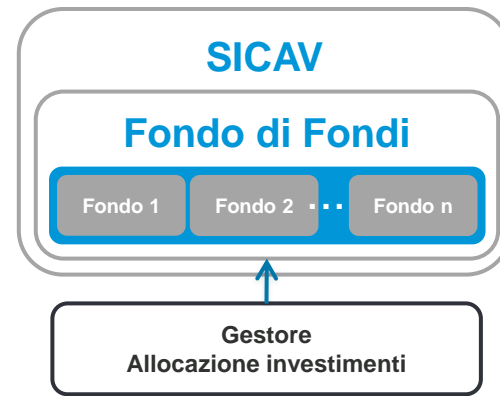 SICAV
Fondo di Fondi
Fondo 1 Fondo 2 ... Fondo n
Gestore
Allocazione investimenti